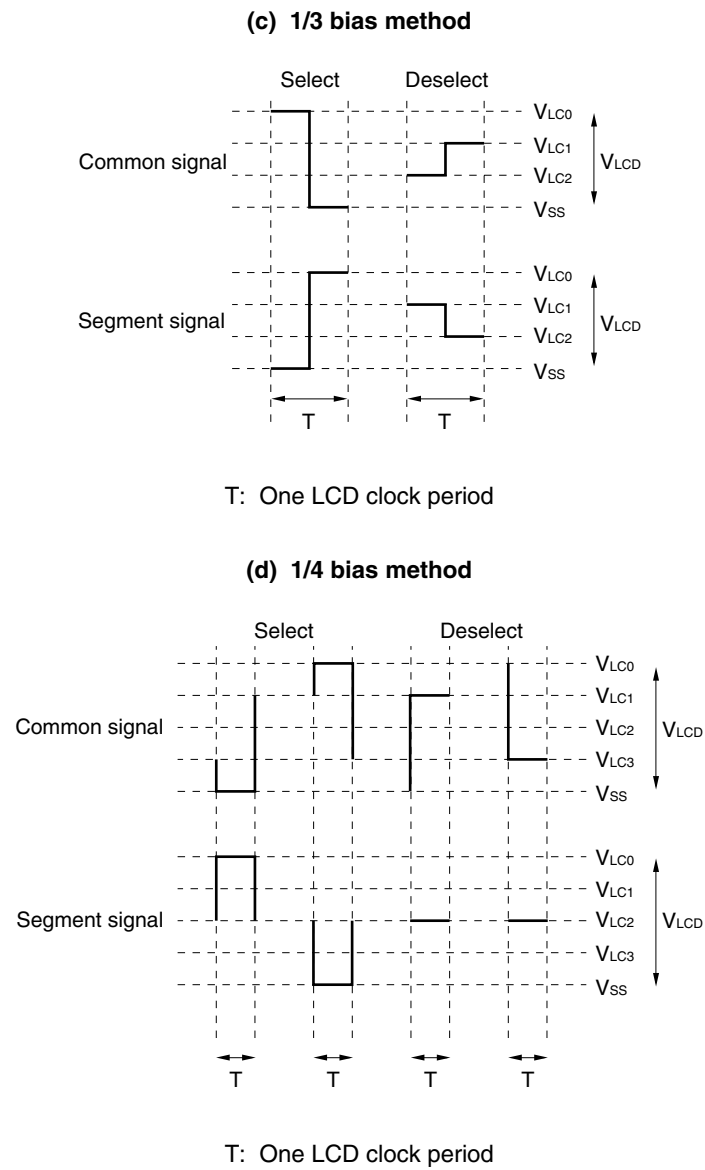 (c) 1/3 bias method
Select Deselect
VLC0
VLC1
Common signal VLCD
VLC2
VSS
VLC0
VLC1
Segment signal VLCD
VLC2
VSS
T T
T: One LCD clock period
(d) 1/4 bias method
Select Deselect
VLC0
VLC1
Common signal VLC2 VLCD
VLC3
VSS
VLC0
VLC1
Segment signal VLC2 VLCD
VLC3
VSS
T T T T
T: One LCD clock period